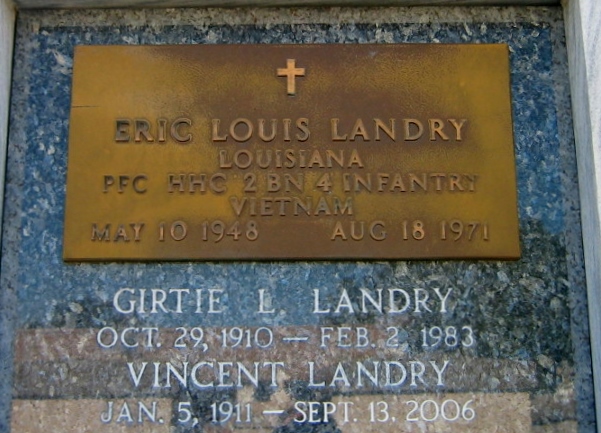 ERIC LOUIS LANDRY
LOUISIANA
PFC HHC 2 BN 4 INFANTRY
VIETNAM
MAY 10 1948 AUG 18 1971
GIRTIE L. LANDRY
OCT. 29, 1910 — FEB. 2, 1983
VINCENT LANDRY
JAN. 5, 1911 — SEPT. 13, 2006